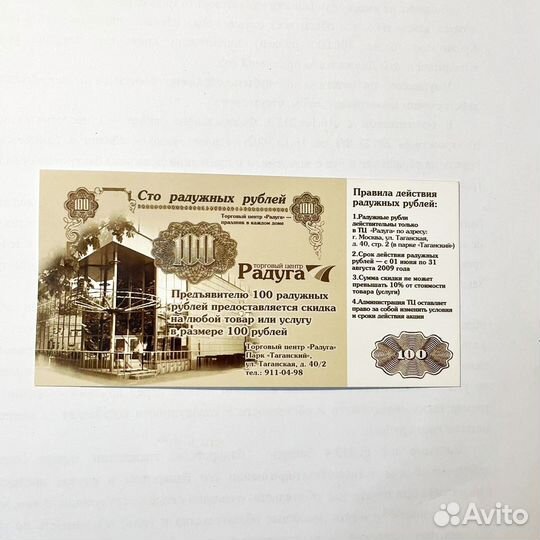 Сто радужных рублей
100
100
Торговый центр «Радуга» —
праздник в каждом доме
100
торговый центр
Радуга
Предъявителю 100 радужных
рублей предоставляется скидка
на любой товар или услугу
в размере 100 рублей
Торговый центр «Радуга»
Парк «Таганский»,
ул. Таганская, д. 40/2
тел.: 911-04-98
Правила действия
радужных рублей:
1.Радужные рубли
действительны только
в ТЦ «Радуга» по адресу:
г. Москва, ул. Таганская,
д. 40, стр. 2 (в парке «Таганский»)
2.Срок действия радужных
рублей — с 01 июня по 31
августа 2009 года
3.Сумма скидки не может
превышать 10% от стоимости
товара (услуги)
4.Администрация ТЦ оставляет
право за собой изменять условия
и сроки действия акции
100
Avito